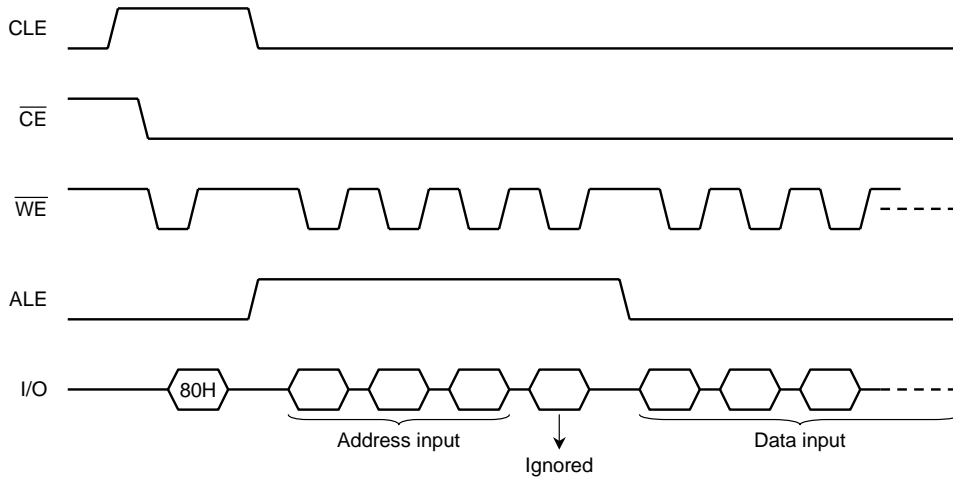 CLE
CE
WE
ALE
I/O
80H
Address input
Ignored
Data input